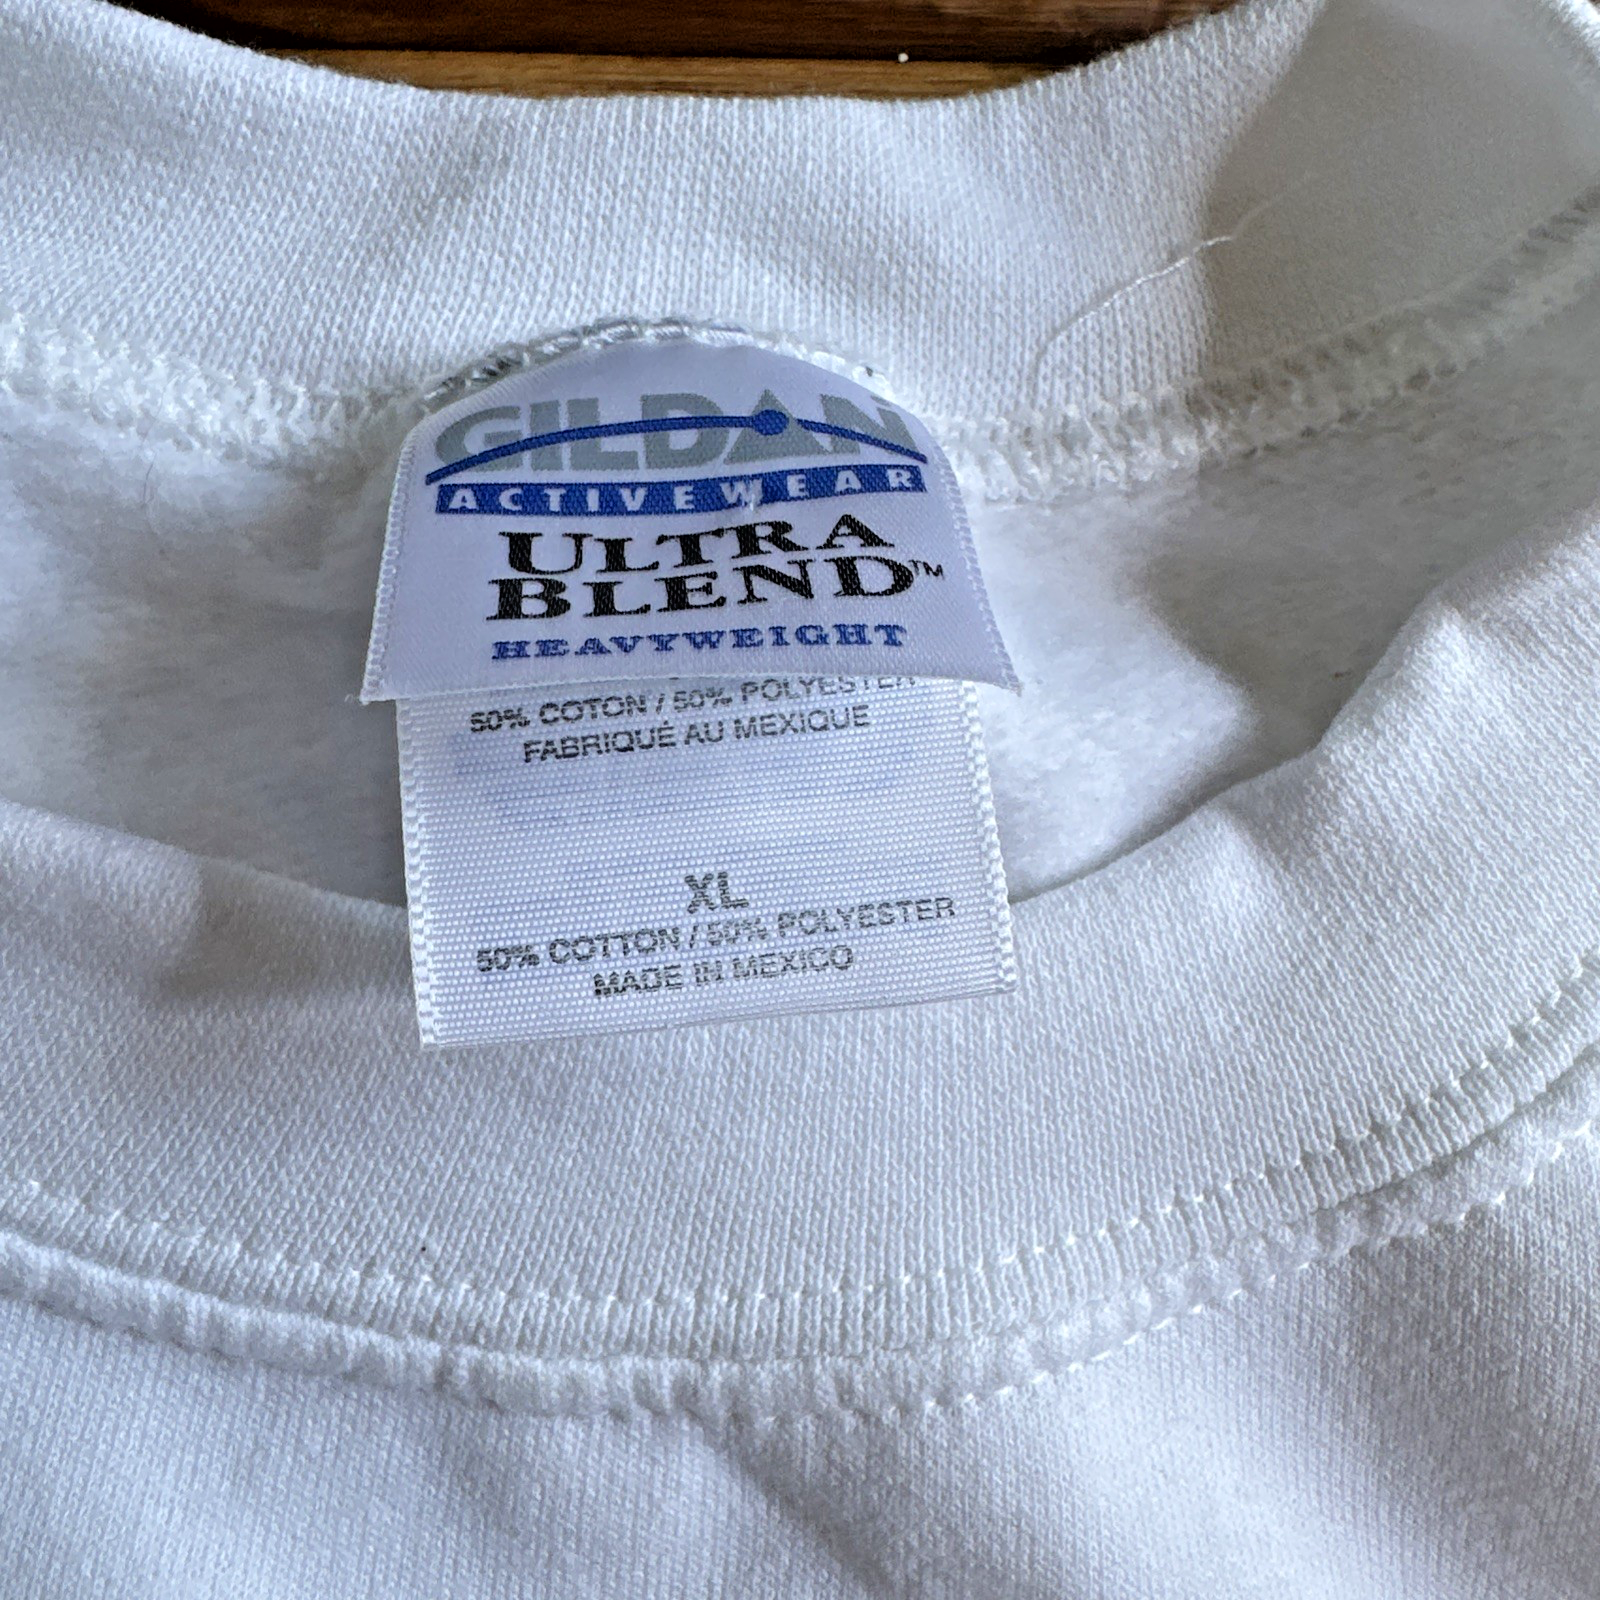 GILDAN
ACTIVEWEAR
ULTRA
BLEND™
HEAVYWEIGHT
50% COTON / 50% POLYESTER
FABRIQUÉ AU MEXIQUE
XL
50% COTTON / 50% POLYESTER
MADE IN MEXICO